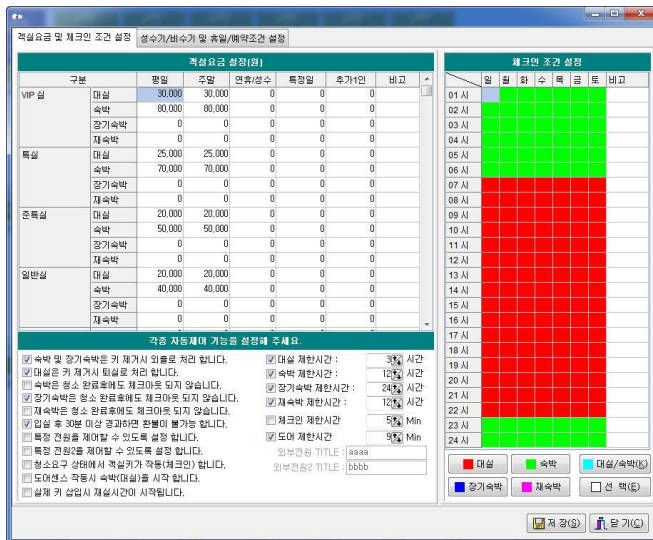 객실요금 및 체크인 조건 설정 성수기/비수기 및 휴일/예약조건 설정
객실요금 설정(원)
구분 평일 주말 연휴/성수 특정일 추가1인 비고
VIP 실 대실 30,000 30,000 0 0 0
숙박 80,000 80,000 0 0 0
장기숙박 0 0 0 0 0
재숙박 0 0 0 0 0
특실 대실 25,000 25,000 0 0 0
숙박 70,000 70,000 0 0 0
장기숙박 0 0 0 0 0
재숙박 0 0 0 0 0
준특실 대실 20,000 20,000 0 0 0
숙박 50,000 50,000 0 0 0
장기숙박 0 0 0 0 0
재숙박 0 0 0 0 0
일반실 대실 20,000 20,000 0 0 0
숙박 40,000 40,000 0 0 0
장기숙박 0 0 0 0 0
재숙박 0 0 0 0 0
각종 자동제어 기능을 설정해 주세요.
숙박 및 장기숙박은 키 제거시 외출로 처리 합니다.
대실은 키 제거시 퇴실로 처리 합니다.
숙박은 청소 완료후에도 체크아웃 되지 않습니다.
장기숙박은 청소 완료후에도 체크아웃 되지 않습니다.
재숙박은 청소 완료후에도 체크아웃 되지 않습니다.
입실 후 30분 이상 경과하면 환불이 불가능 합니다.
특정 전원을 제어할 수 있도록 설정 합니다.
특정 전원2을 제어할 수 있도록 설정 합니다.
청소요구 상태에서 객실키가 작동(체크인) 합니다.
도어센스 작동시 숙박(대실)을 시작 합니다.
실제 키 삽입시 재실시간이 시작됩니다.
대실 제한시간 : 3 시간
숙박 제한시간 : 12 시간
장기숙박 제한시간 : 24 시간
재숙박 제한시간 : 12 시간
체크인 제한시간 5 Min
도어 제한시간 9 Min
외부전원 TITLE : aaaa
외부전원2 TITLE : bbbb
체크인 조건 설정
일 월 화 수 목 금 토 비고
01 시
02 시
03 시
04 시
05 시
06 시
07 시
08 시
09 시
10 시
11 시
12 시
13 시
14 시
15 시
16 시
17 시
18 시
19 시
20 시
21 시
22 시
23 시
24 시
대실 숙박 대실/숙박(K)
장기숙박 재숙박 선 택(E)
저 장(S) 닫 기(C)